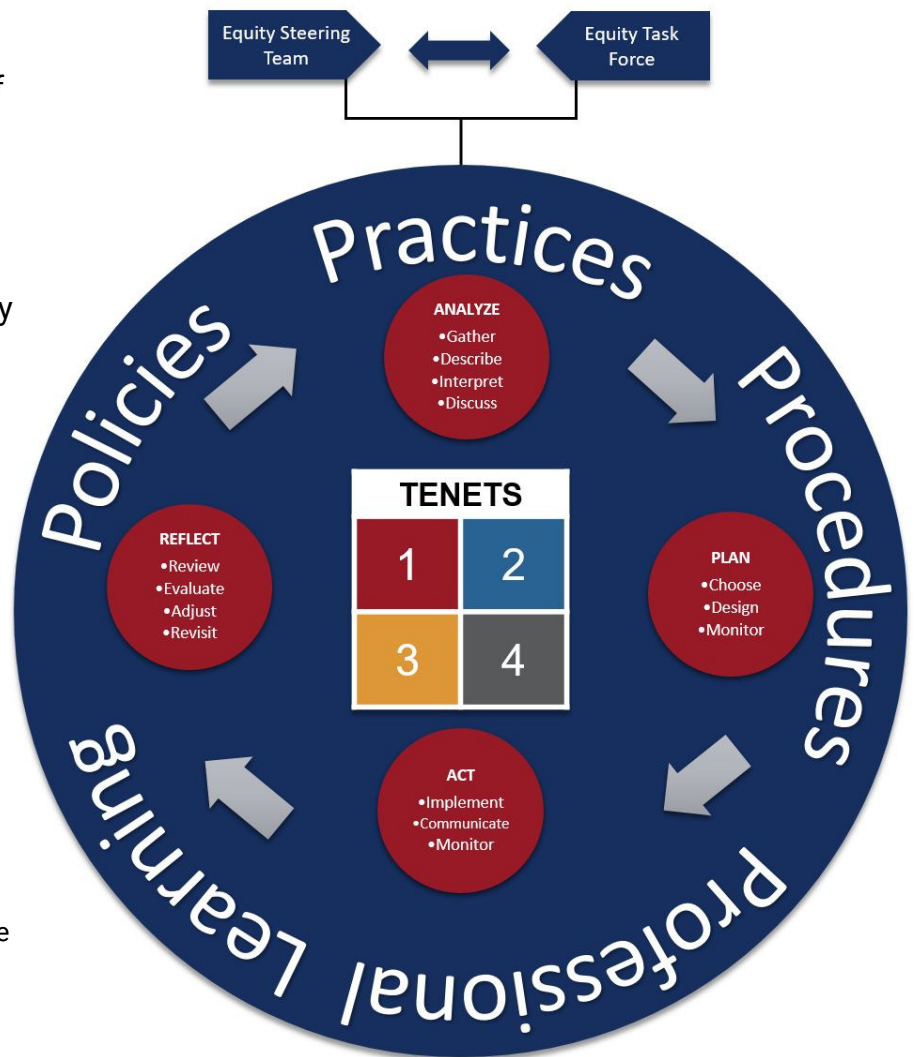 Equity Steering
Team
Equity Task
Force
Policies
Practices
Procedures
Professional Learning
ANALYZE
•Gather
•Describe
•Interpret
•Discuss
PLAN
•Choose
•Design
•Monitor
ACT
•Implement
•Communicate
•Monitor
REFLECT
•Review
•Evaluate
•Adjust
•Revisit
TENETS
1 2
3 4